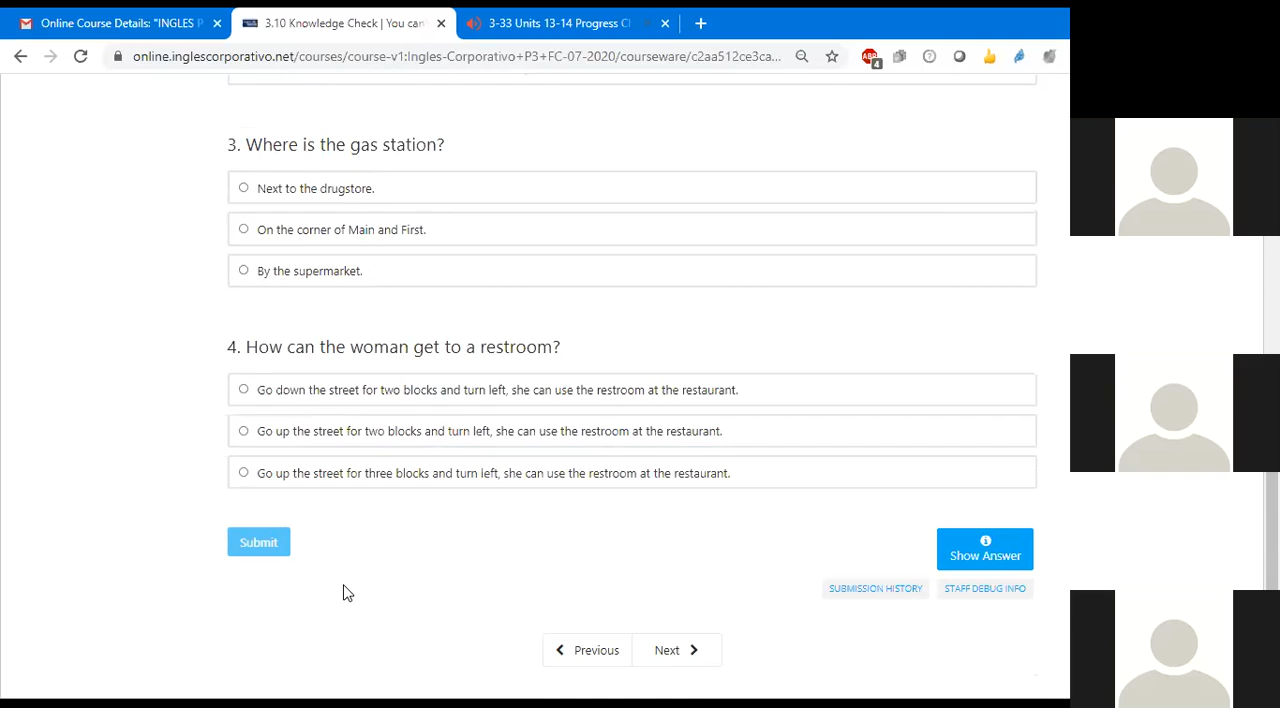 Online Course Details: "INGLES P
3.10 Knowledge Check | You can
3-33 Units 13-14 Progress C
online.inglescorporativo.net/courses/course-v1:Ingles-Corporativo+P3+FC-07-2020/courseware/c2aa512ce3ca...
ABP
4
3. Where is the gas station?
Next to the drugstore.
On the corner of Main and First.
By the supermarket.
4. How can the woman get to a restroom?
Go down the street for two blocks and turn left, she can use the restroom at the restaurant.
Go up the street for two blocks and turn left, she can use the restroom at the restaurant.
Go up the street for three blocks and turn left, she can use the restroom at the restaurant.
Submit
Show Answer
SUBMISSION HISTORY
STAFF DEBUG INFO
Previous
Next